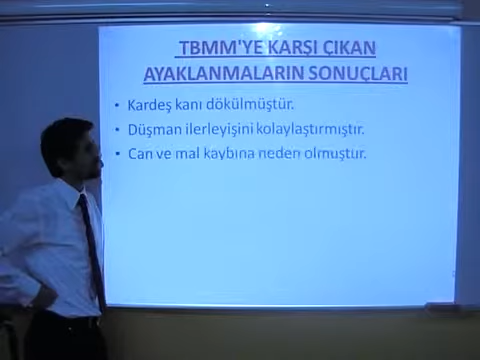 TBMM'YE KARŞI ÇIKAN
AYAKLANMALARIN SONUÇLARI
• Kardeş kanı dökülmüştür.
• Düşman ilerleyişini kolaylaştırmıştır.
• Can ve mal kaybına neden olmuştur.